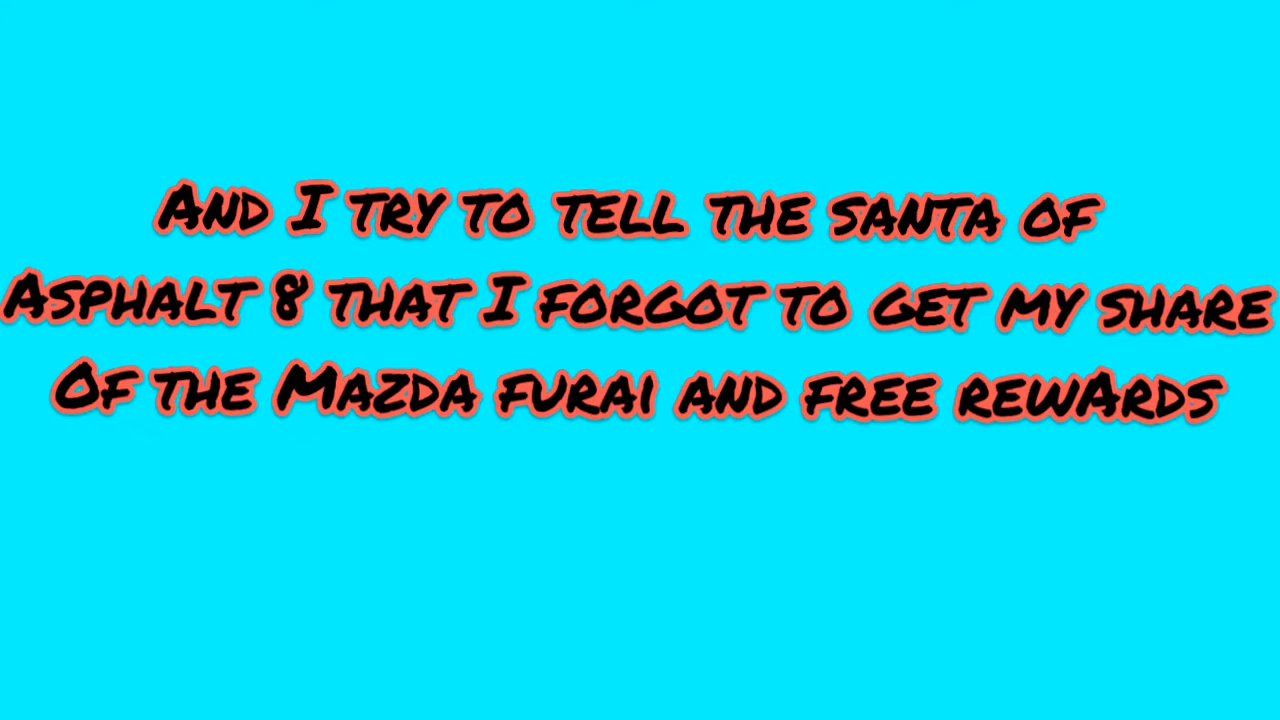 And I try to tell the santa of
Asphalt 8 that I forgot to get my share
Of the Mazda furai and free rewArds